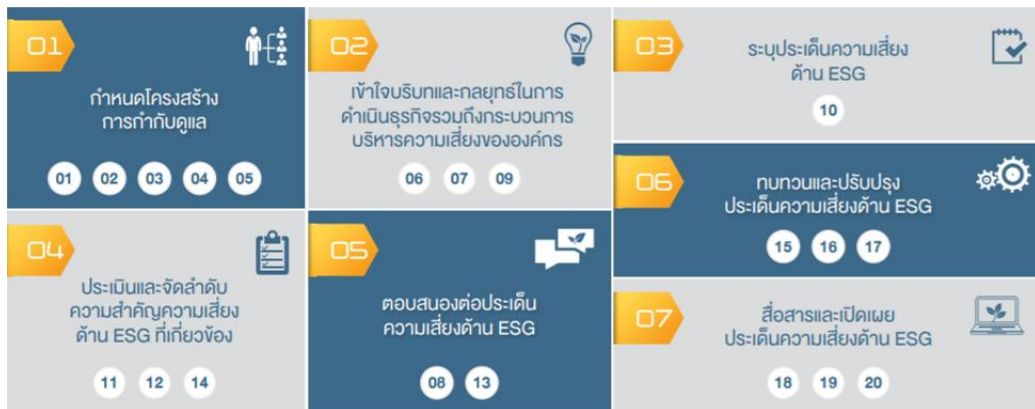 01
กำหนดโครงสร้าง
การกำกับดูแล
01 02 03 04 05
02
เข้าใจบริบทและกลยุทธ์ในการ
ดำเนินธุรกิจรวมถึงกระบวนการ
บริหารความเสี่ยงขององค์กร
06 07 09
03
ระบุประเด็นความเสี่ยง
ด้าน ESG
10
04
ประเมินและจัดลำดับ
ความสำคัญความเสี่ยง
ด้าน ESG ที่เกี่ยวข้อง
11 12 14
05
ตอบสนองต่อประเด็น
ความเสี่ยงด้าน ESG
08 13
06
ทบทวนและปรับปรุง
ประเด็นความเสี่ยงด้าน ESG
15 16 17
07
สื่อสารและเปิดเผย
ประเด็นความเสี่ยงด้าน ESG
18 19 20